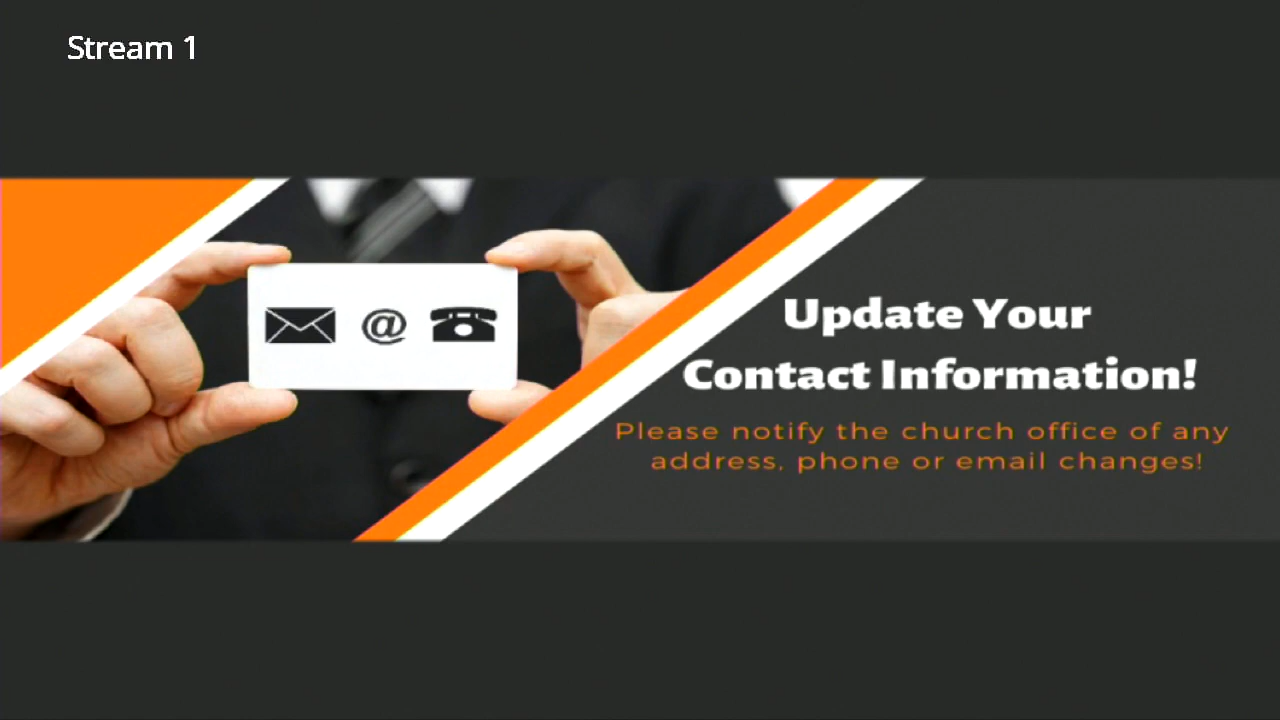 Stream 1
@
Update Your
Contact Information!
Please notify the church office of any
address, phone or email changes!